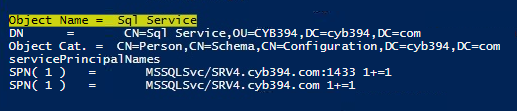 Object Name =  Sql Service
DN      =      CN=Sql Service,OU=CYB394,DC=cyb394,DC=com
Object Cat. =  CN=Person,CN=Schema,CN=Configuration,DC=cyb394,DC=com
servicePrincipalNames
SPN( 1 )   =       MSSQLSvc/SRV4.cyb394.com:1433 1+=1
SPN( 1 )   =       MSSQLSvc/SRV4.cyb394.com 1+=1